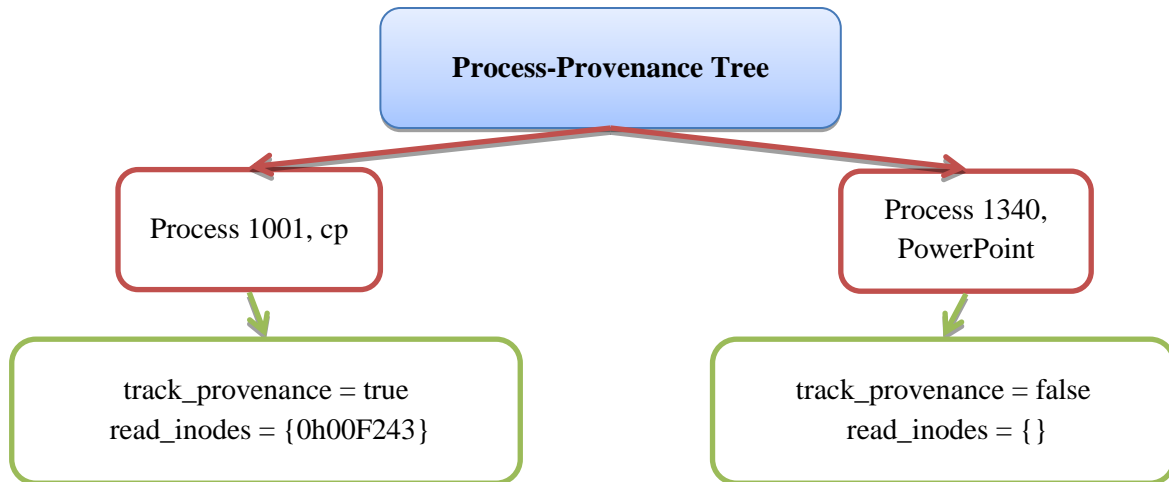 Process-Provenance Tree
Process 1001, cp
Process 1340,
PowerPoint
track_provenance = true
read_inodes = {0h00F243}
track_provenance = false
read_inodes = {}